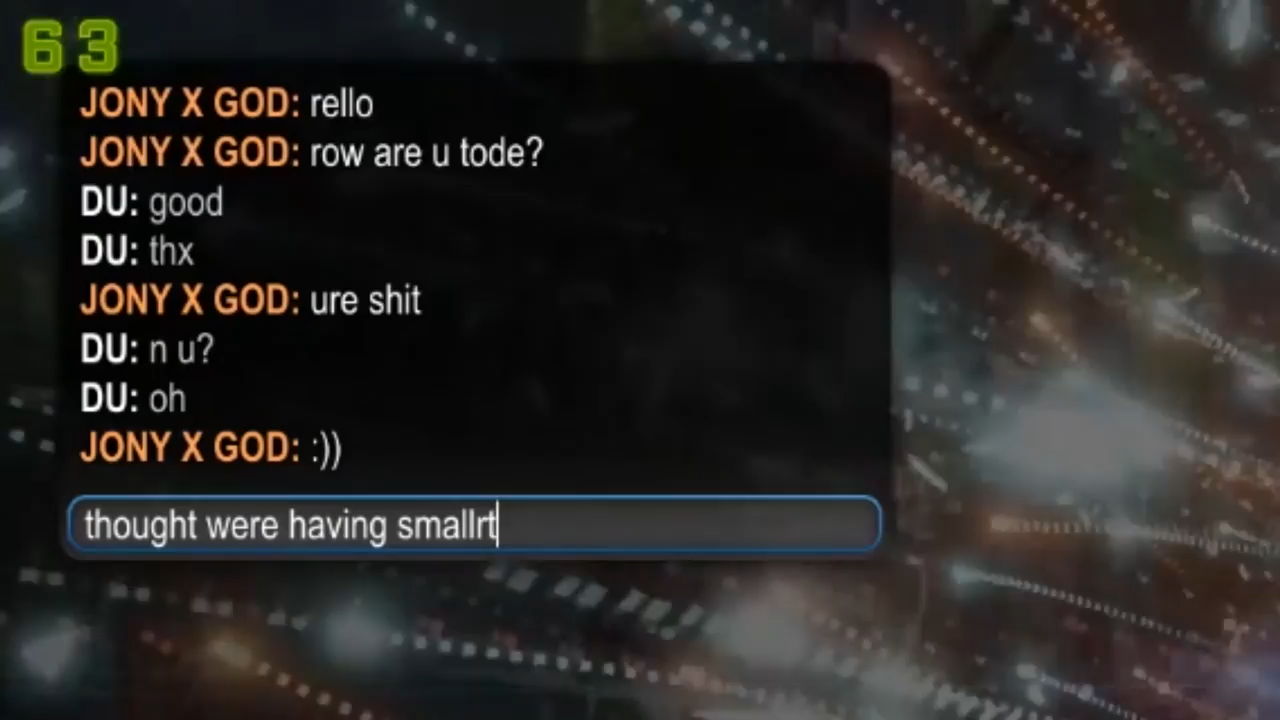 63
JONY X GOD: rello
JONY X GOD: row are u tode?
DU: good
DU: thx
JONY X GOD: ure shit
DU: n u?
DU: oh
JONY X GOD: :))
thought were having smallrt